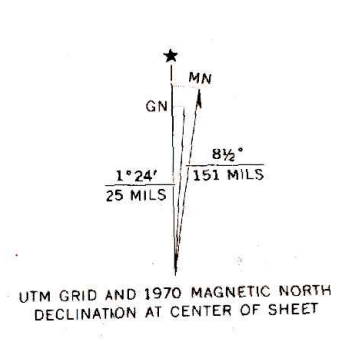 ★
MN
GN
8½°
151 MILS
1°24′
25 MILS
UTM GRID AND 1970 MAGNETIC NORTH
DECLINATION AT CENTER OF SHEET